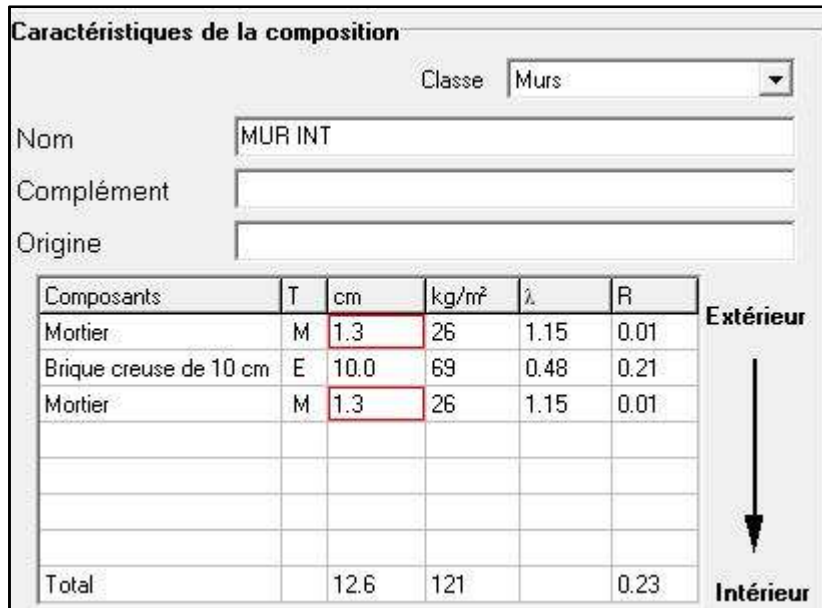 Caractéristiques de la composition
Classe Murs
Nom MUR INT
Complément
Origine
Composants T cm kg/m² λ R
Extérieur
Mortier M 1.3 26 1.15 0.01
Brique creuse de 10 cm E 10.0 69 0.48 0.21
Mortier M 1.3 26 1.15 0.01
Total 12.6 121 0.23
Intérieur